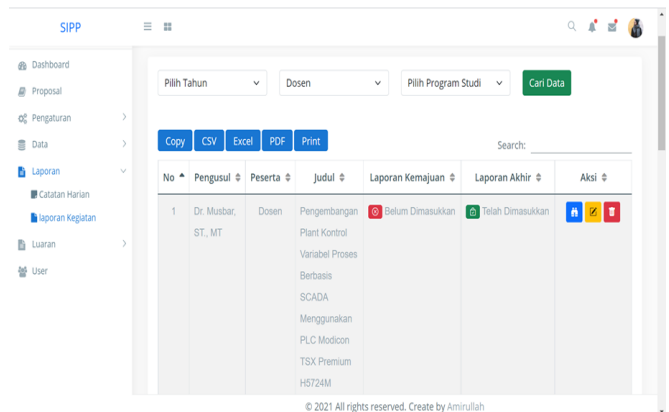 SIPP
Dashboard
Proposal
Pengaturan
Data
Laporan
Catatan Harian
laporan Kegiatan
Luaran
User
Pilih Tahun
Dosen
Pilih Program Studi
Cari Data
Copy CSV Excel PDF Print
Search:
No Pengusul Peserta Judul Laporan Kemajuan Laporan Akhir Aksi
1 Dr. Musbar, Dosen Pengembangan Belum Dimasukkan Telah Dimasukkan
ST., MT Plant Kontrol
Variabel Proses
Berbasis
SCADA
Menggunakan
PLC Modicon
TSX Premium
H5724M
© 2021 All rights reserved. Create by Amirullah